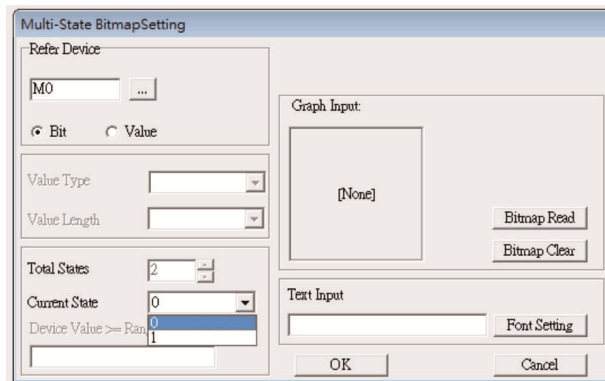 Multi-State BitmapSetting
Refer Device
M0
...
Bit
Value
Value Type
Value Length
Total States
2
Current State
0
Device Value >= Ran
0
1
Graph Input:
[None]
Bitmap Read
Bitmap Clear
Text Input
Font Setting
OK
Cancel